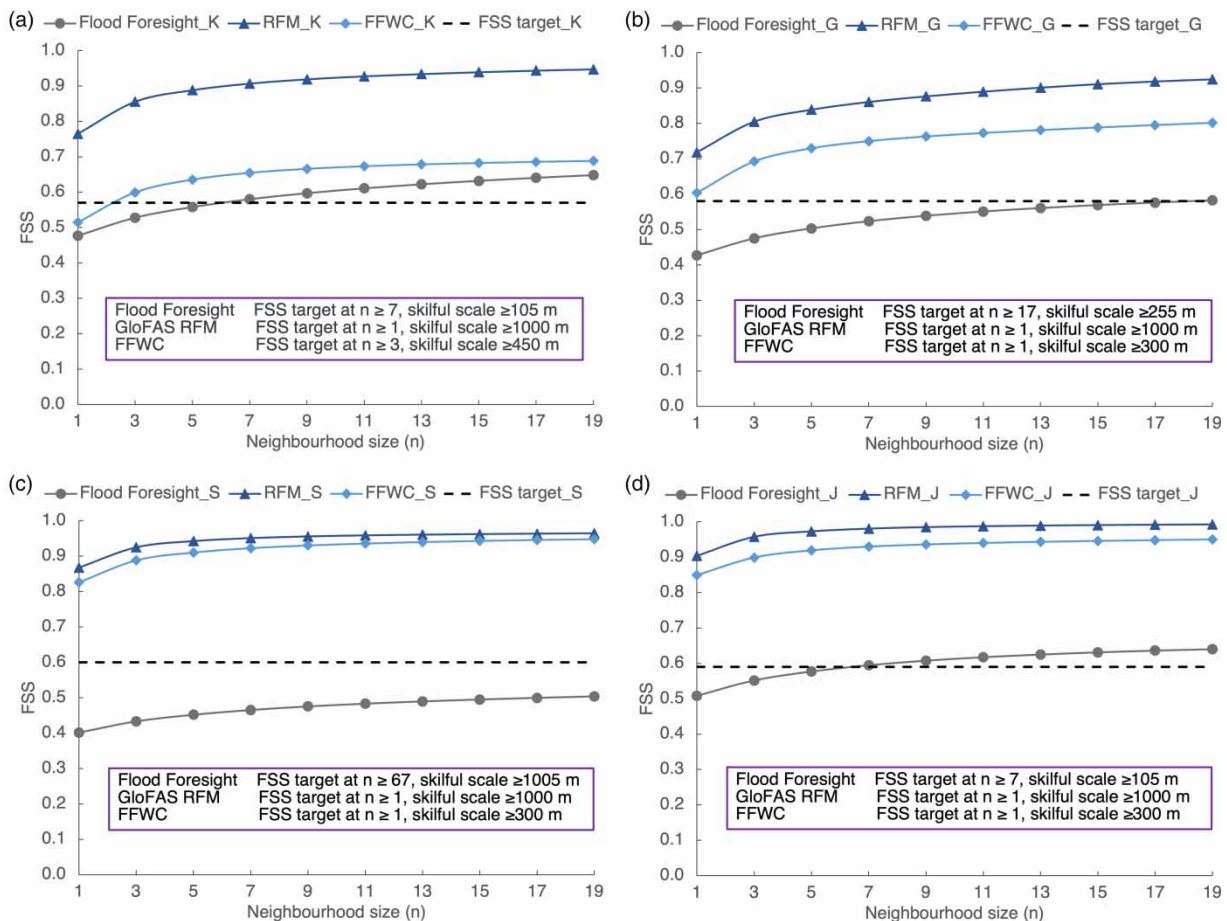 (a)
Flood Foresight_K RFM_K FFWC_K FSS target_K
1.0
0.9
0.8
0.7
0.6
0.5
0.4
0.3
0.2
0.1
0.0
FSS
Flood Foresight FSS target at n ≥ 7, skilful scale ≥105 m
GloFAS RFM FSS target at n ≥ 1, skilful scale ≥1000 m
FFWC FSS target at n ≥ 3, skilful scale ≥450 m
1 3 5 7 9 11 13 15 17 19
Neighbourhood size (n)
(b)
Flood Foresight_G RFM_G FFWC_G FSS target_G
1.0
0.9
0.8
0.7
0.6
0.5
0.4
0.3
0.2
0.1
0.0
FSS
Flood Foresight FSS target at n ≥ 17, skilful scale ≥255 m
GloFAS RFM FSS target at n ≥ 1, skilful scale ≥1000 m
FFWC FSS target at n ≥ 1, skilful scale ≥300 m
1 3 5 7 9 11 13 15 17 19
Neighbourhood size (n)
(c)
Flood Foresight_S RFM_S FFWC_S FSS target_S
1.0
0.9
0.8
0.7
0.6
0.5
0.4
0.3
0.2
0.1
0.0
FSS
Flood Foresight FSS target at n ≥ 67, skilful scale ≥1005 m
GloFAS RFM FSS target at n ≥ 1, skilful scale ≥1000 m
FFWC FSS target at n ≥ 1, skilful scale ≥300 m
1 3 5 7 9 11 13 15 17 19
Neighbourhood size (n)
(d)
Flood Foresight_J RFM_J FFWC_J FSS target_J
1.0
0.9
0.8
0.7
0.6
0.5
0.4
0.3
0.2
0.1
0.0
FSS
Flood Foresight FSS target at n ≥ 7, skilful scale ≥105 m
GloFAS RFM FSS target at n ≥ 1, skilful scale ≥1000 m
FFWC FSS target at n ≥ 1, skilful scale ≥300 m
1 3 5 7 9 11 13 15 17 19
Neighbourhood size (n)